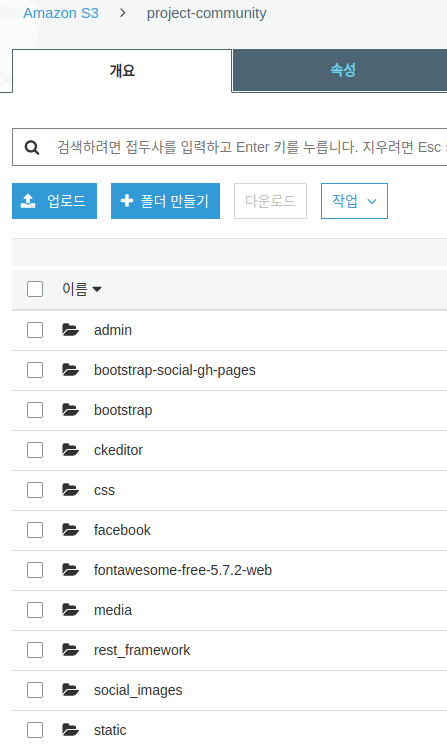 Amazon S3 > project-community
개요 속성
검색하려면 접두사를 입력하고 Enter 키를 누릅니다. 지우려면 Esc
업로드 + 폴더 만들기 다운로드 작업
이름
admin
bootstrap-social-gh-pages
bootstrap
ckeditor
css
facebook
fontawesome-free-5.7.2-web
media
rest_framework
social_images
static